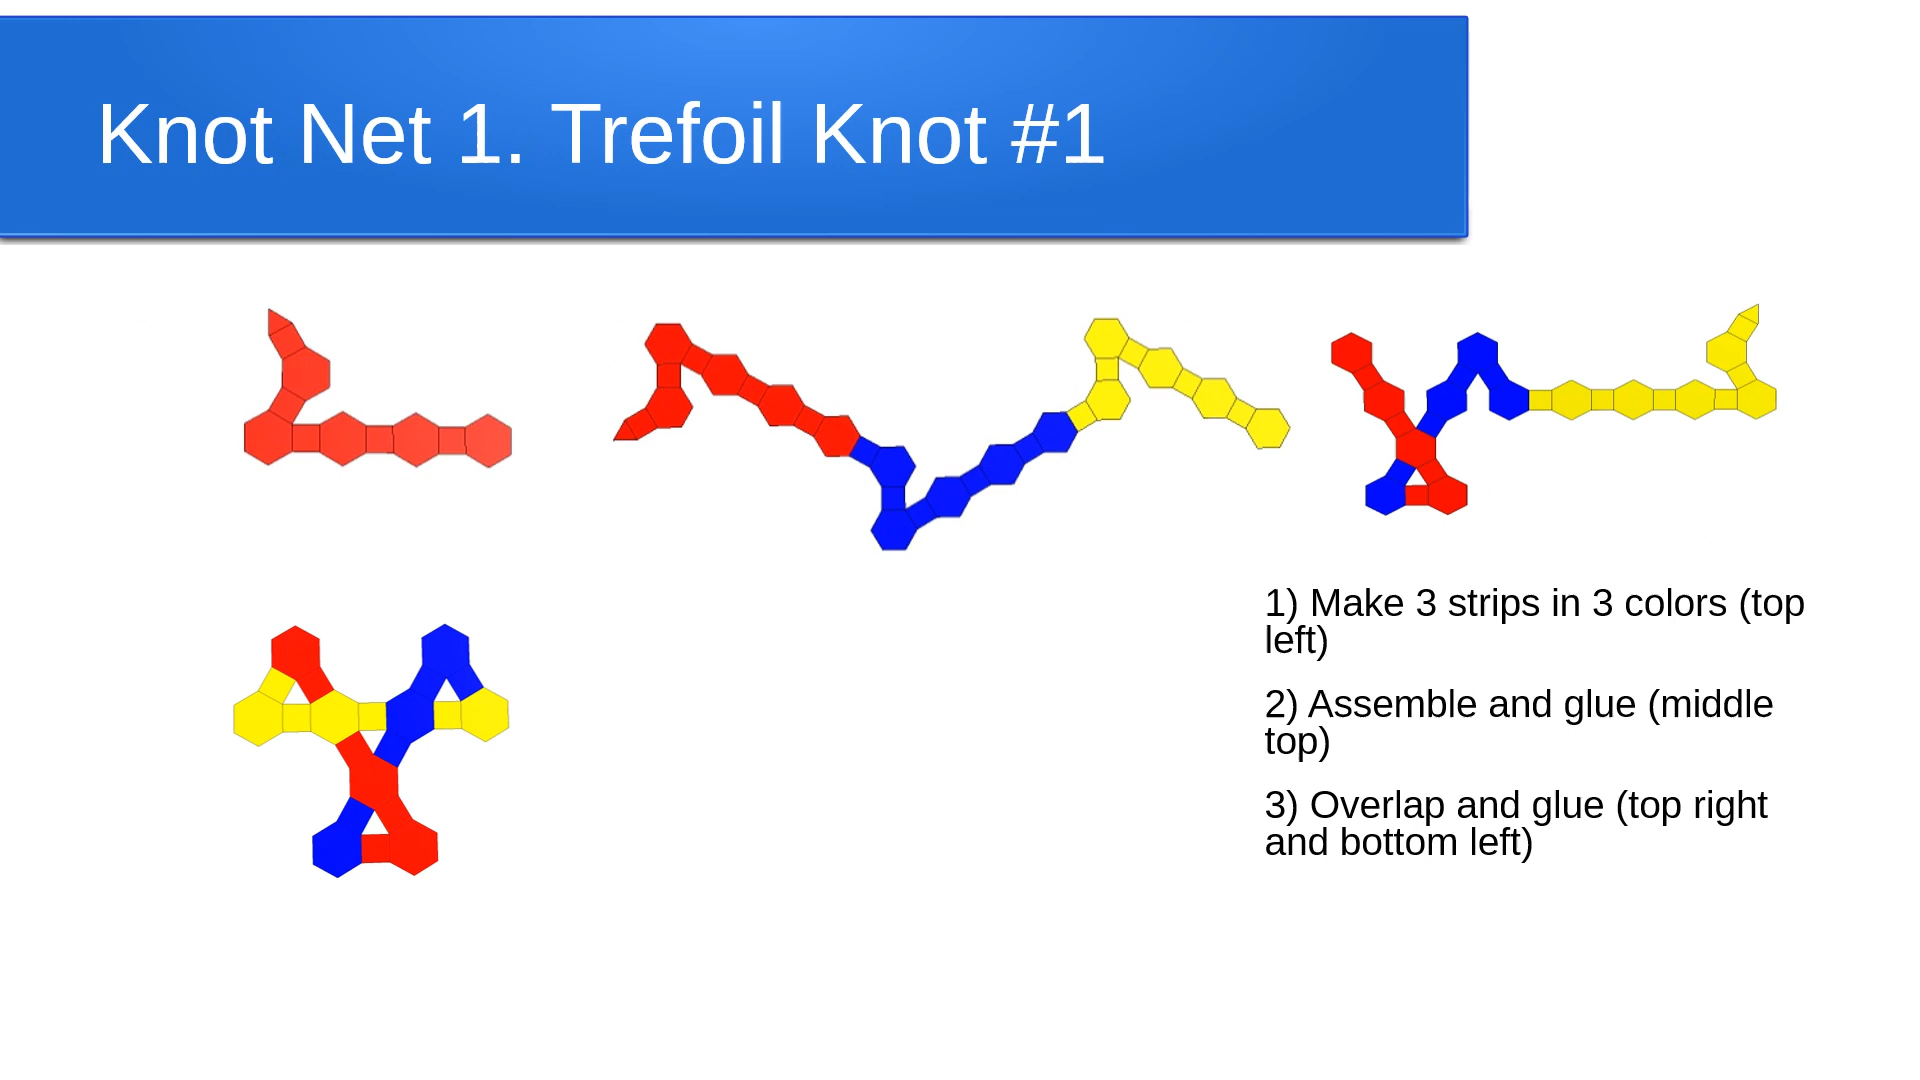 Knot Net 1. Trefoil Knot #1
1) Make 3 strips in 3 colors (top
left)
2) Assemble and glue (middle
top)
3) Overlap and glue (top right
and bottom left)